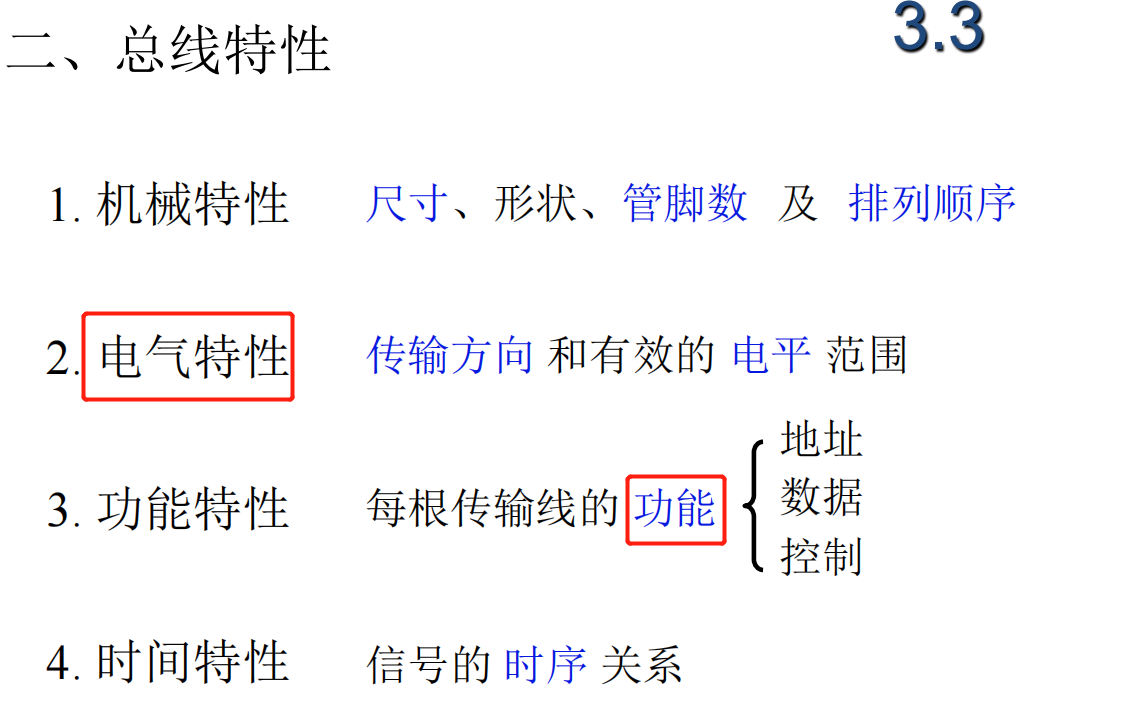 二、总线特性
3.3
1. 机械特性 尺寸、形状、管脚数 及 排列顺序
2. 电气特性 传输方向 和有效的 电平 范围
3. 功能特性 每根传输线的 功能 {
地址
数据
控制
4. 时间特性 信号的 时序 关系